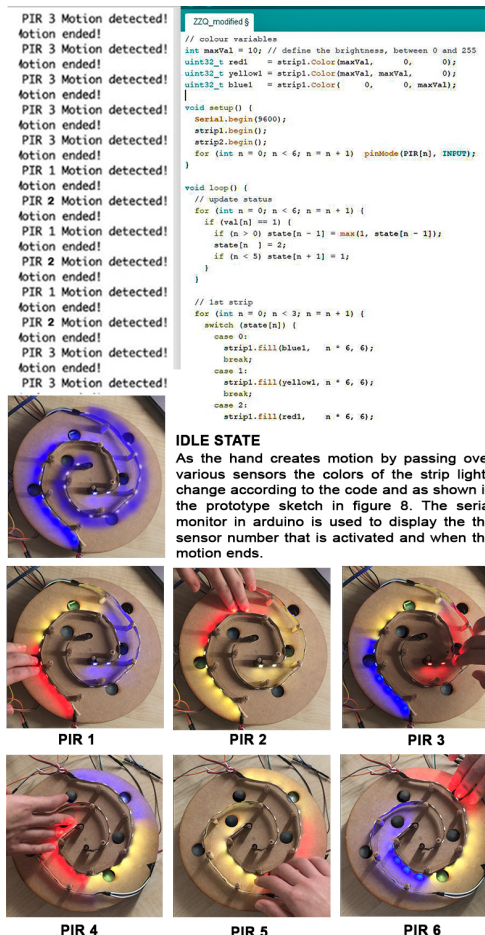 PIR 3 Motion detected!
Motion ended!
PIR 3 Motion detected!
Motion ended!
PIR 3 Motion detected!
Motion ended!
PIR 3 Motion detected!
Motion ended!
PIR 3 Motion detected!
Motion ended!
PIR 1 Motion detected!
Motion ended!
PIR 2 Motion detected!
Motion ended!
PIR 1 Motion detected!
Motion ended!
PIR 2 Motion detected!
Motion ended!
PIR 1 Motion detected!
Motion ended!
PIR 2 Motion detected!
Motion ended!
PIR 3 Motion detected!
Motion ended!
PIR 3 Motion detected!
ZZQ_modified §
// colour variables
int maxVal = 10; // define the brightness, between 0 and 255
uint32_t red1    = strip1.Color(maxVal,      0,      0);
uint32_t yellow1 = strip1.Color(maxVal, maxVal,      0);
uint32_t blue1   = strip1.Color(     0,      0, maxVal);
void setup() {
  Serial.begin(9600);
  strip1.begin();
  strip2.begin();
  for (int n = 0; n < 6; n = n + 1)  pinMode(PIR[n], INPUT);
}
void loop() {
  // update status
  for (int n = 0; n < 6; n = n + 1) {
    if (val[n] == 1) {
      if (n > 0) state[n - 1] = max(1, state[n - 1]);
      state[n  ] = 2;
      if (n < 5) state[n + 1] = 1;
    }
  }
  // 1st strip
  for (int n = 0; n < 3; n = n + 1) {
    switch (state[n]) {
      case 0:
        strip1.fill(blue1,   n * 6, 6);
        break;
      case 1:
        strip1.fill(yellow1, n * 6, 6);
        break;
      case 2:
        strip1.fill(red1,    n * 6, 6);
IDLE STATE
As the hand creates motion by passing ove
various sensors the colors of the strip light
change according to the code and as shown i
the prototype sketch in figure 8. The seria
monitor in arduino is used to display the th
sensor number that is activated and when th
motion ends.
PIR 1
PIR 2
PIR 3
PIR 4
PIR 5
PIR 6